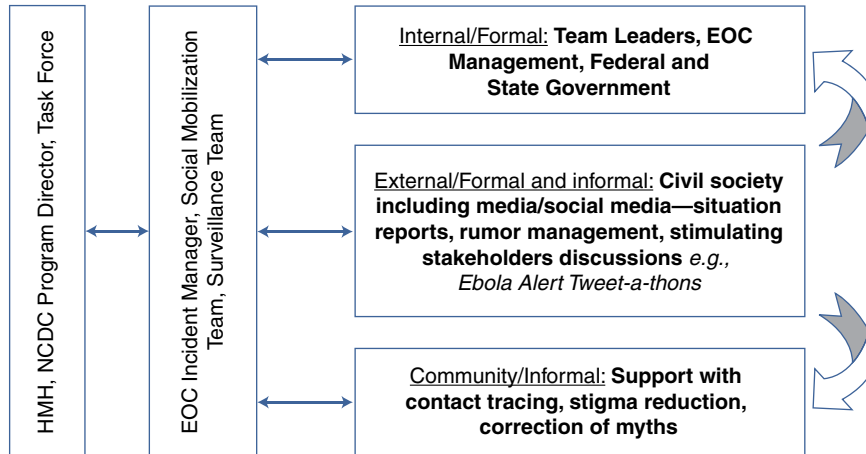 HMH, NCDC Program Director, Task Force
EOC Incident Manager, Social Mobilization
Team, Surveillance Team
Internal/Formal: Team Leaders, EOC
Management, Federal and
State Government
External/Formal and informal: Civil society
including media/social media—situation
reports, rumor management, stimulating
stakeholders discussions e.g.,
Ebola Alert Tweet-a-thons
Community/Informal: Support with
contact tracing, stigma reduction,
correction of myths